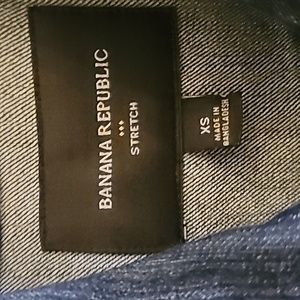 BANANA REPUBLIC
STRETCH
XS
MADE IN
BANGLADESH